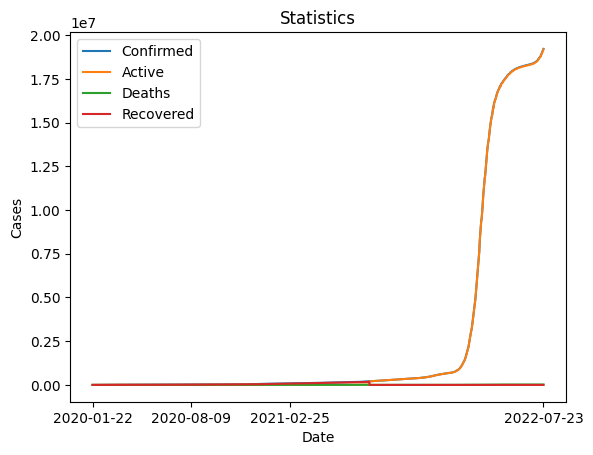 Statistics
1e7
Confirmed
Active
Deaths
Recovered
2.00
1.75
1.50
1.25
1.00
0.75
0.50
0.25
0.00
Cases
2020-01-22 2020-08-09 2021-02-25 2022-07-23
Date